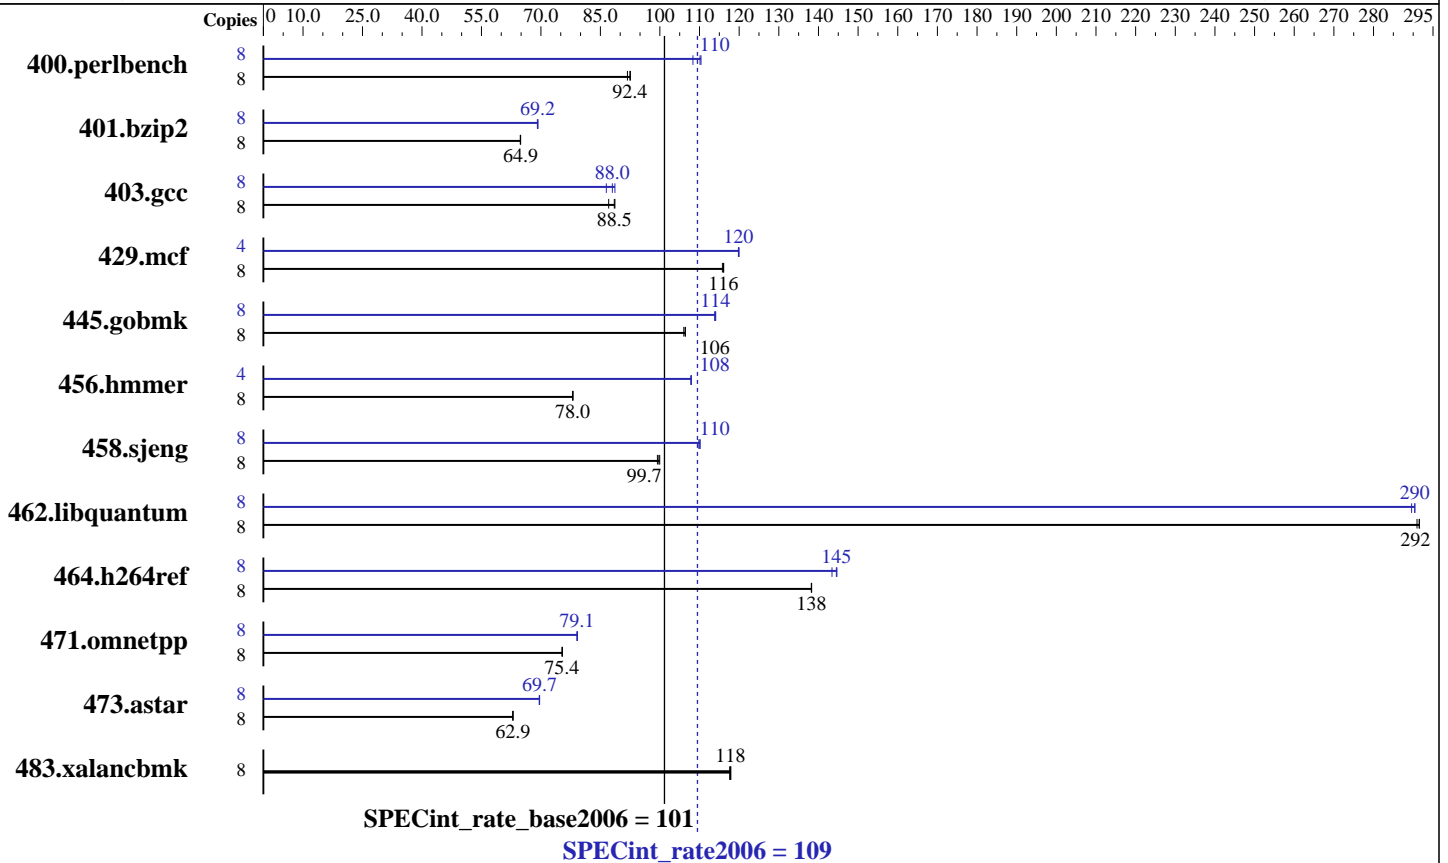 Copies 0 10.0 25.0 40.0 55.0 70.0 85.0 100 110 120 130 140 150 160 170 180 190 200 210 220 230 240 250 260 270 280 295
400.perlbench 8 110
8 92.4
401.bzip2 8 69.2
8 64.9
403.gcc 8 88.0
8 88.5
429.mcf 4 120
8 116
445.gobmk 8 114
8 106
456.hmmer 4 108
8 78.0
458.sjeng 8 110
8 99.7
462.libquantum 8 290
8 292
464.h264ref 8 145
8 138
471.omnetpp 8 79.1
8 75.4
473.astar 8 69.7
8 62.9
483.xalancbmk 8 118
SPECint_rate_base2006 = 101
SPECint_rate2006 = 109